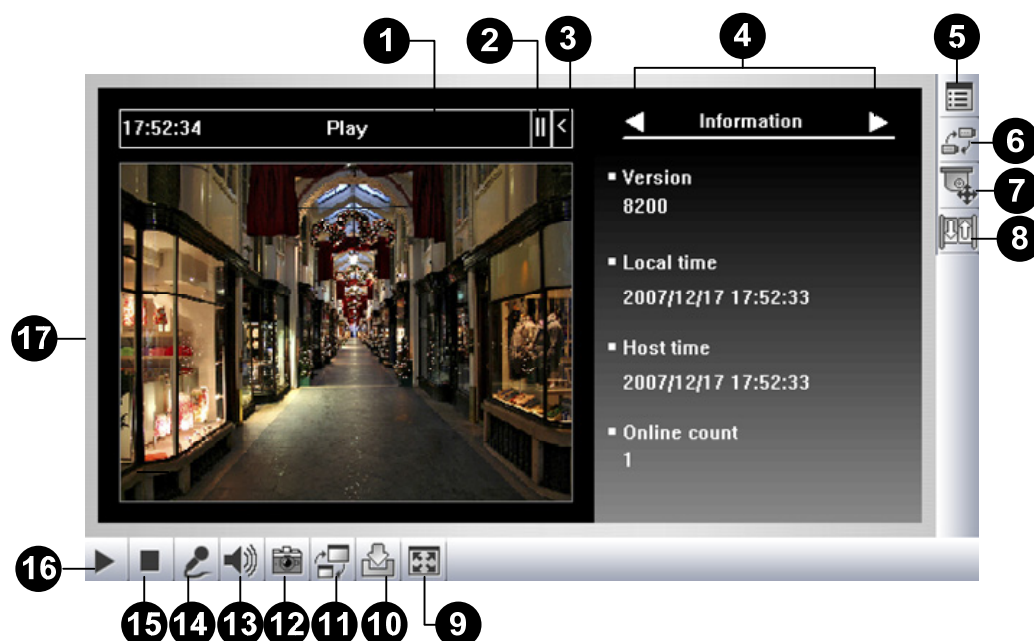 1 2 3 4 5
17:52:34 Play || <
Information
6
7
8
Version
8200
Local time
2007/12/17 17:52:33
Host time
2007/12/17 17:52:33
Online count
1
17
16
15 14 13 12 11 10 9